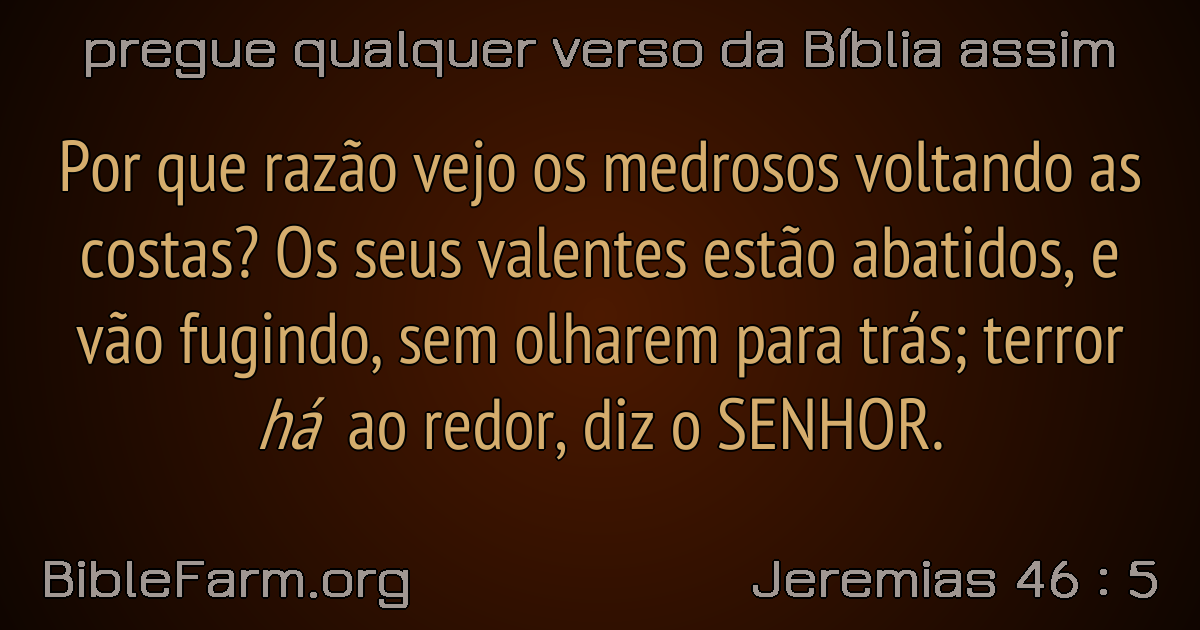 pregue qualquer verso da Bíblia assim
Por que razão vejo os medrosos voltando as
costas? Os seus valentes estão abatidos, e
vão fugindo, sem olharem para trás; terror
há ao redor, diz o SENHOR.
BibleFarm.org
Jeremias 46 : 5